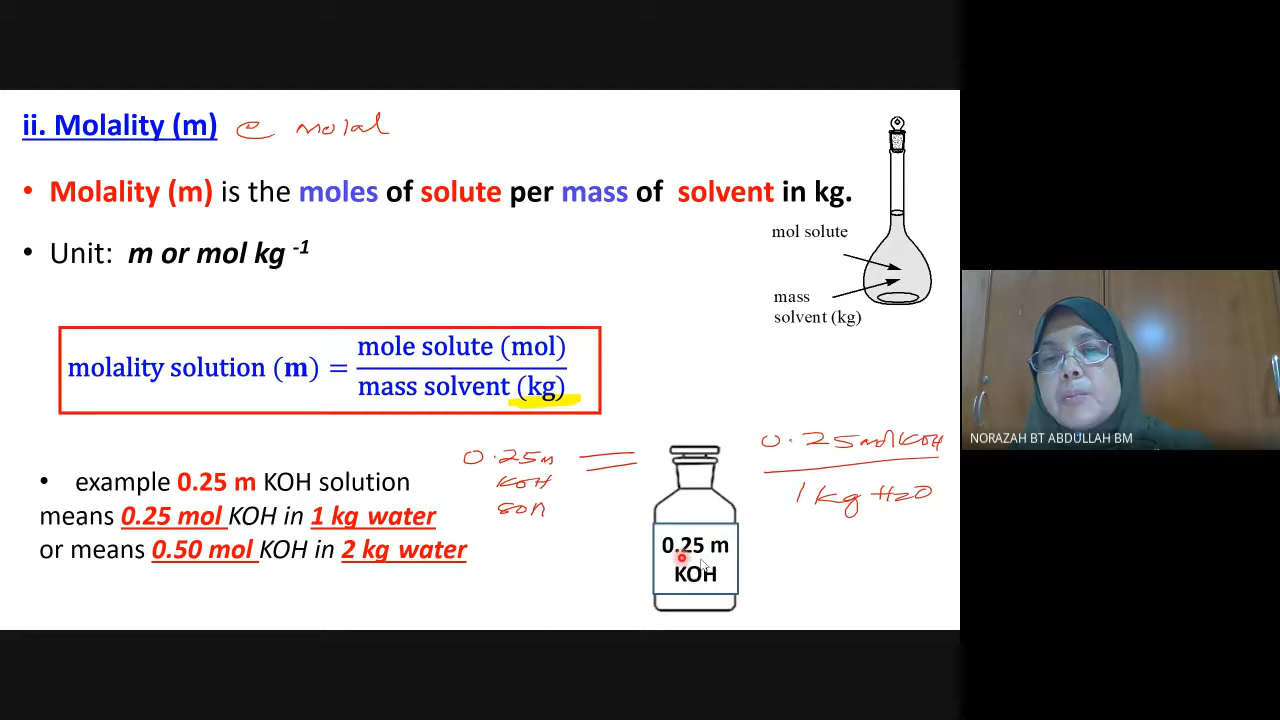 ii. Molality (m) @ molal
• Molality (m) is the moles of solute per mass of solvent in kg.
• Unit: m or mol kg -1
mol solute
mass
solvent (kg)
molality solution (m) = mole solute (mol)
mass solvent (kg)
• example 0.25 m KOH solution
means 0.25 mol KOH in 1 kg water
or means 0.50 mol KOH in 2 kg water
0.25m
KOH
soln
=
0.25 m
KOH
0.25 mol KOH
1 kg H2O
NORAZAH BT ABDULLAH BM